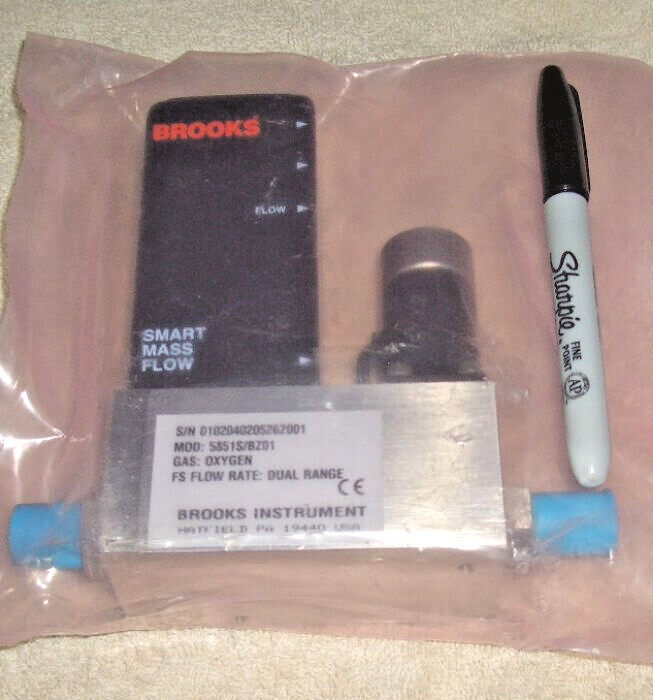 BROOKS
FLOW
SMART
MASS
FLOW
S/N 0102040205262001
MOD: 5851S/BZ01
GAS: OXYGEN
FS FLOW RATE: DUAL RANGE
CE
BROOKS INSTRUMENT
HATFIELD PA 19440 USA
Sharpie
FINE
POINT
AP